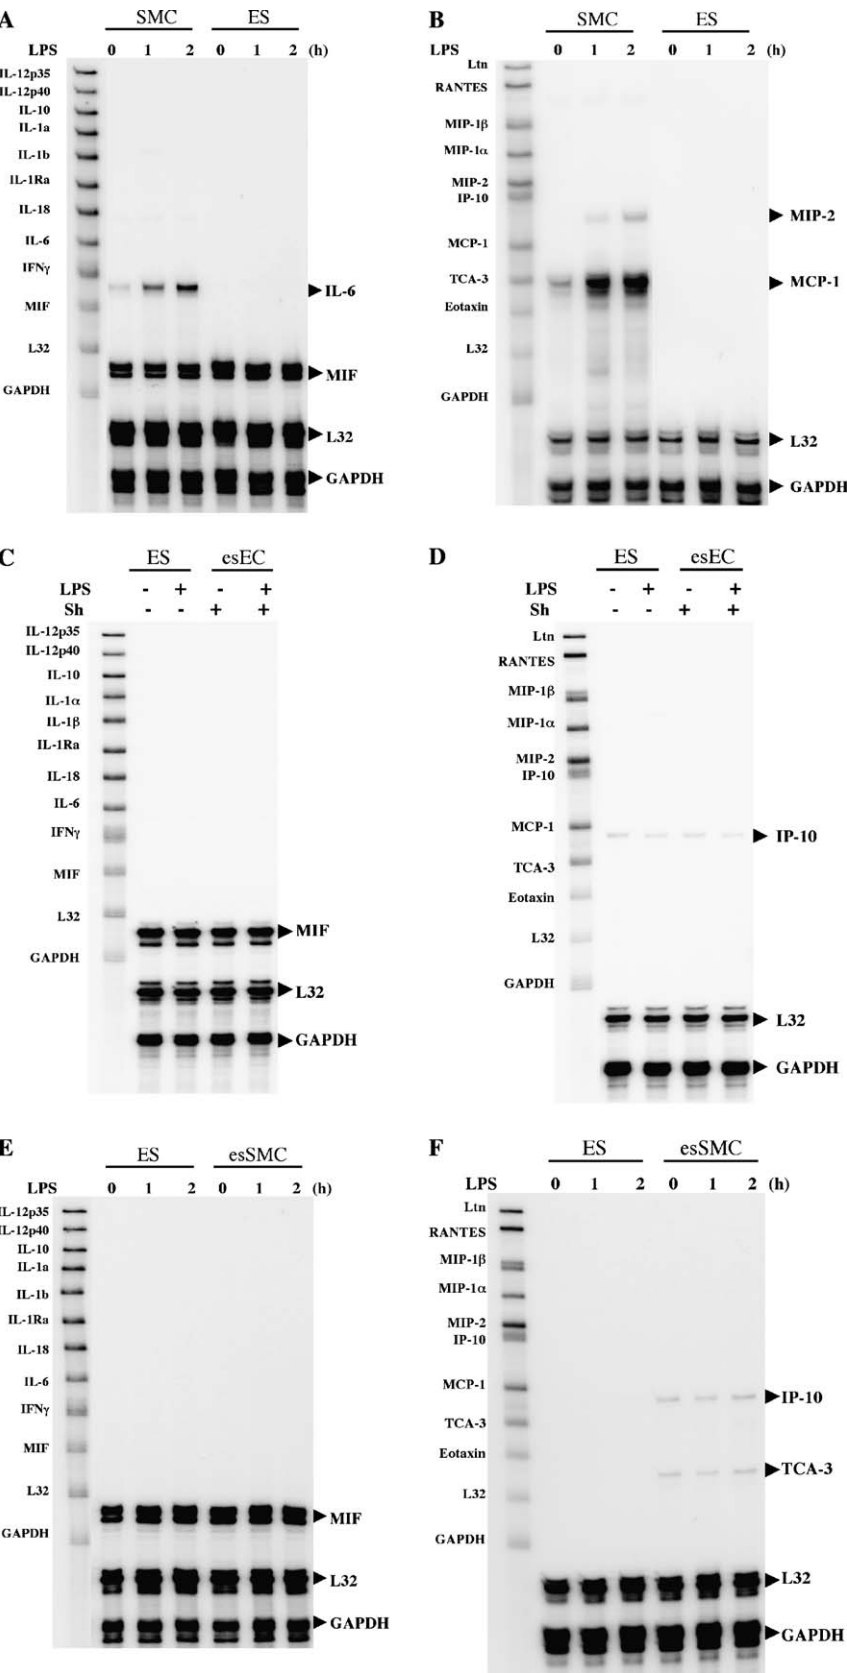 A
SMC ES
LPS 0 1 2 0 1 2 (h)
IL-12p35
IL-12p40
IL-10
IL-1a
IL-1b
IL-1Ra
IL-18
IL-6
IFNγ
MIF
L32
GAPDH
IL-6
MIF
L32
GAPDH
B
SMC ES
LPS 0 1 2 0 1 2 (h)
Ltn
RANTES
MIP-1β
MIP-1α
MIP-2
IP-10
MCP-1
TCA-3
Eotaxin
L32
GAPDH
MIP-2
MCP-1
L32
GAPDH
C
ES esEC
LPS - + - +
Sh - - + +
IL-12p35
IL-12p40
IL-10
IL-1α
IL-1β
IL-1Ra
IL-18
IL-6
IFNγ
MIF
L32
GAPDH
MIF
L32
GAPDH
D
ES esEC
LPS - + - +
Sh - - + +
Ltn
RANTES
MIP-1β
MIP-1α
MIP-2
IP-10
MCP-1
TCA-3
Eotaxin
L32
GAPDH
IP-10
L32
GAPDH
E
ES esSMC
LPS 0 1 2 0 1 2 (h)
IL-12p35
IL-12p40
IL-10
IL-1a
IL-1b
IL-1Ra
IL-18
IL-6
IFNγ
MIF
L32
GAPDH
MIF
L32
GAPDH
F
ES esSMC
LPS 0 1 2 0 1 2 (h)
Ltn
RANTES
MIP-1β
MIP-1α
MIP-2
IP-10
MCP-1
TCA-3
Eotaxin
L32
GAPDH
IP-10
TCA-3
L32
GAPDH